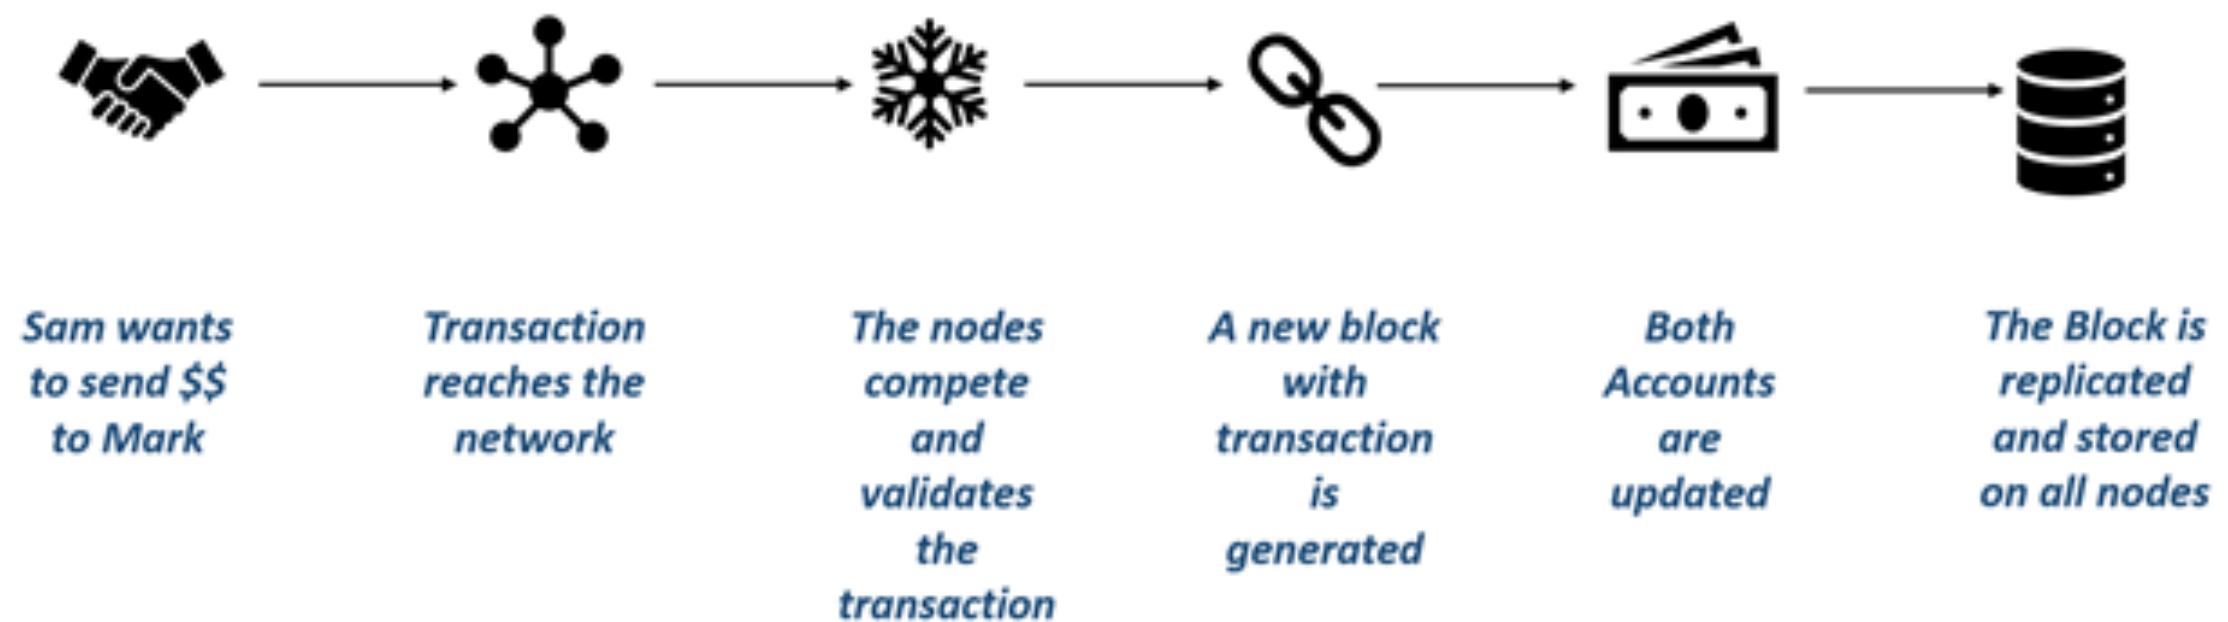 Sam wants
to send $$
to Mark
Transaction
reaches the
network
The nodes
compete
and
validates
the
transaction
A new block
with
transaction
is
generated
Both
Accounts
are
updated
The Block is
replicated
and stored
on all nodes